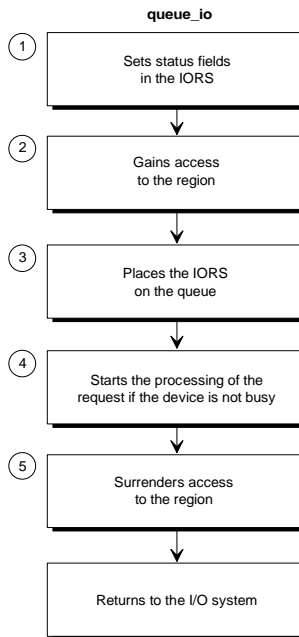 queue_io
1
Sets status fields
in the IORS
2
Gains access
to the region
3
Places the IORS
on the queue
4
Starts the processing of the
request if the device is not busy
5
Surrenders access
to the region
Returns to the I/O system